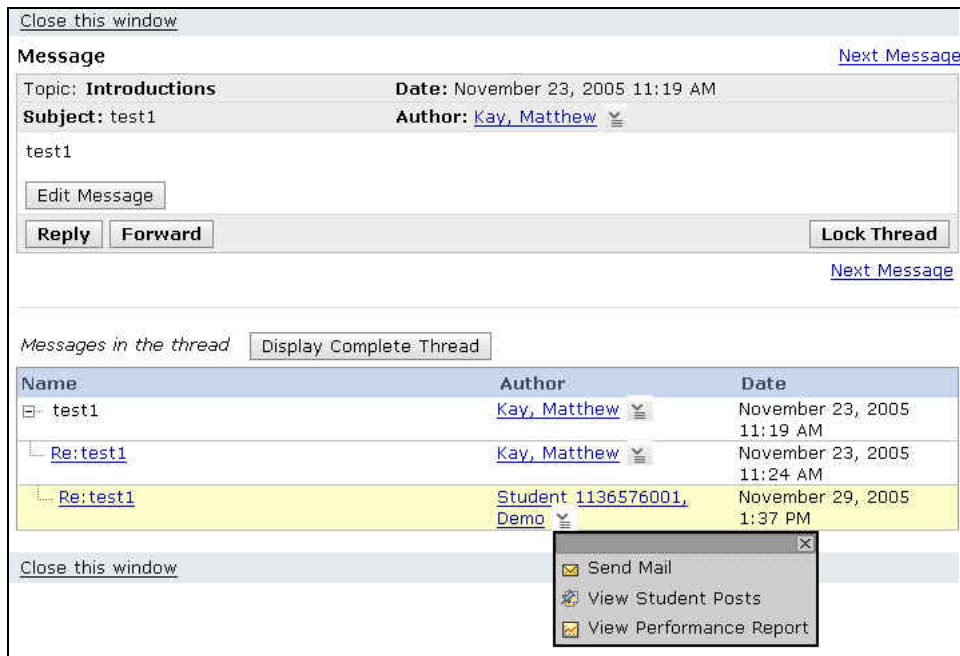 Close this window
Message Next Message
Topic: Introductions Date: November 23, 2005 11:19 AM
Subject: test1 Author: Kay, Matthew
test1
Edit Message
Reply Forward Lock Thread
Next Message
Messages in the thread Display Complete Thread
Name Author Date
test1 Kay, Matthew November 23, 2005
11:19 AM
Re:test1 Kay, Matthew November 23, 2005
11:24 AM
Re:test1 Student 1136576001, November 29, 2005
Demo 1:37 PM
Close this window
Send Mail
View Student Posts
View Performance Report